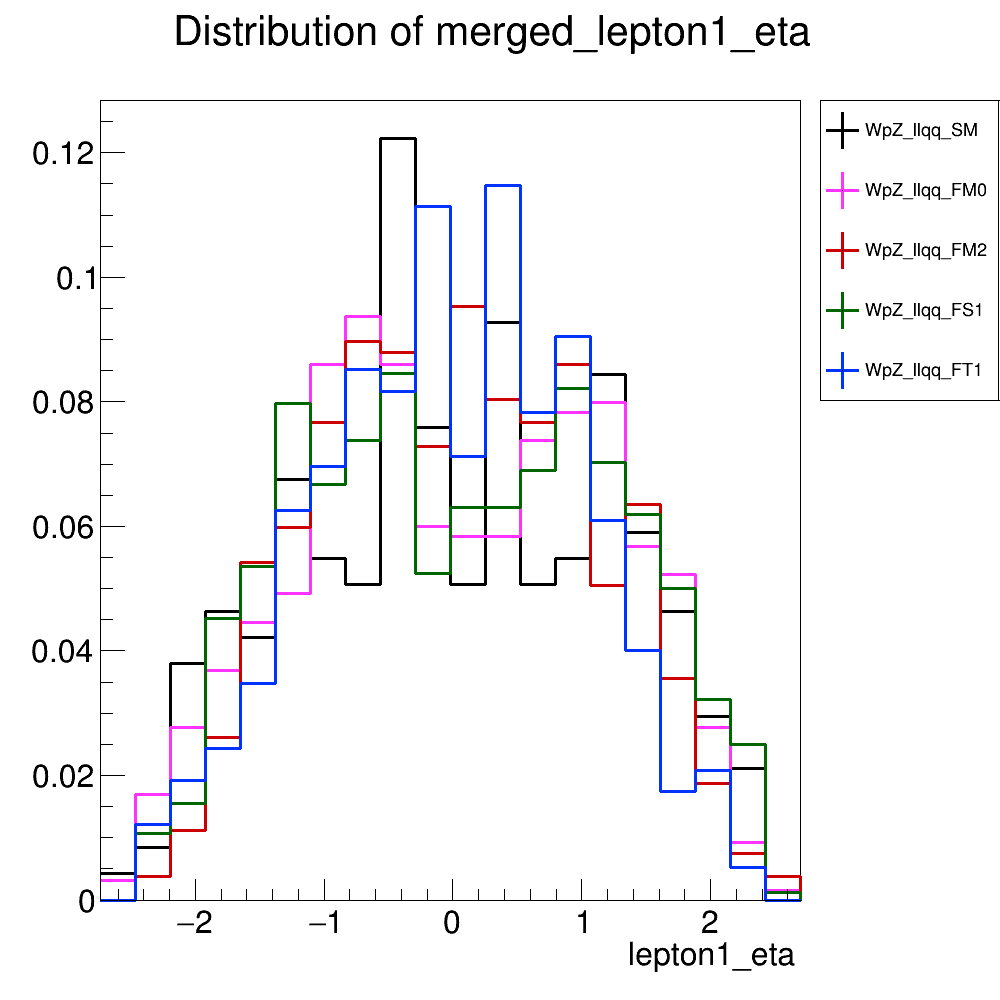 Distribution of merged_lepton1_eta
WpZ_llqq_SM
WpZ_llqq_FM0
WpZ_llqq_FM2
WpZ_llqq_FS1
WpZ_llqq_FT1
0.12
0.1
0.08
0.06
0.04
0.02
0
−2 −1 0 1 2
lepton1_eta